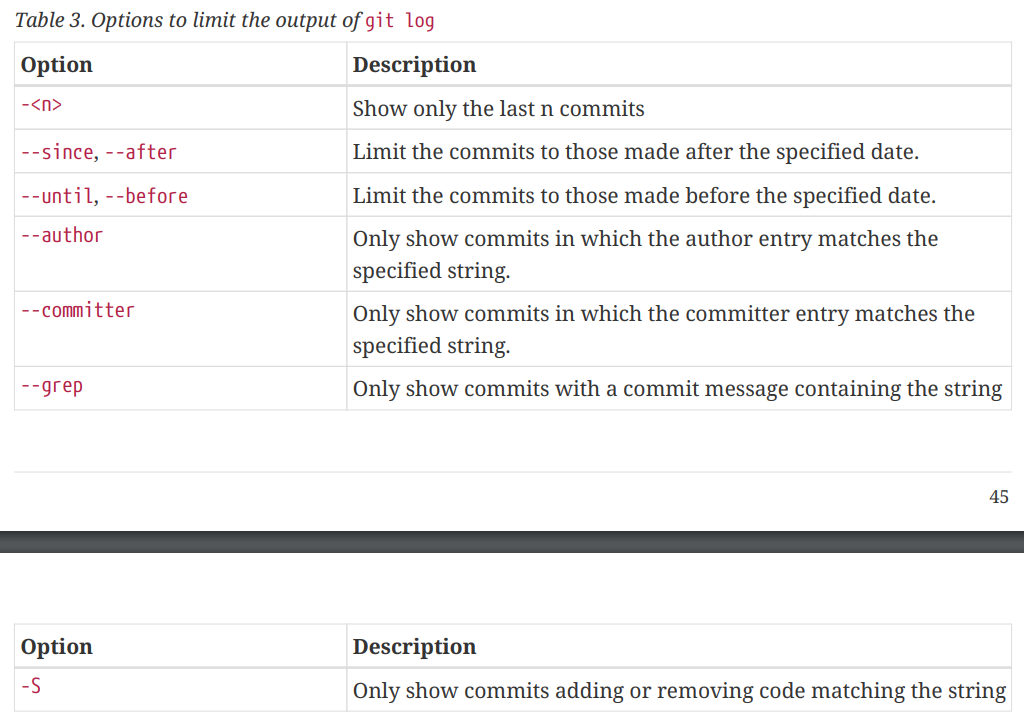 Table 3. Options to limit the output of git log
Option Description
-<n> Show only the last n commits
--since, --after Limit the commits to those made after the specified date.
--until, --before Limit the commits to those made before the specified date.
--author Only show commits in which the author entry matches the
specified string.
--committer Only show commits in which the committer entry matches the
specified string.
--grep Only show commits with a commit message containing the string
45
Option Description
-S Only show commits adding or removing code matching the string